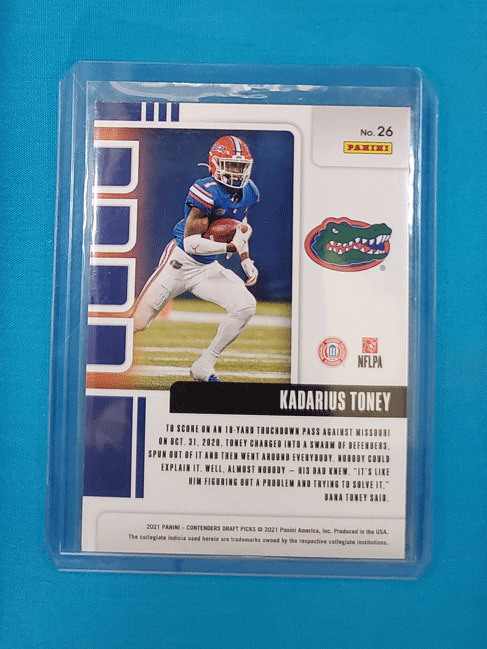 No. 26
PANINI
®
NFLPA
KADARIUS TONEY
TO SCORE ON AN 18-YARD TOUCHDOWN PASS AGAINST MISSOURI
ON OCT. 31, 2020, TONEY CHARGED INTO A SWARM OF DEFENDERS,
SPUN OUT OF IT AND THEN WENT AROUND EVERYBODY. NOBODY COULD
EXPLAIN IT. WELL, ALMOST NOBODY – HIS DAD KNEW. "IT'S LIKE
HIM FIGURING OUT A PROBLEM AND TRYING TO SOLVE IT,"
DANA TONEY SAID.
2021 PANINI – CONTENDERS DRAFT PICKS © 2021 Panini America, Inc. Produced in the USA.
The collegiate indicia used herein are trademarks owned by the respective collegiate institutions.